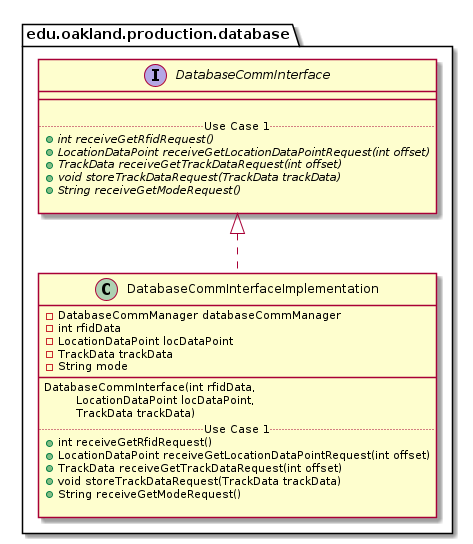 edu.oakland.production.database
I DatabaseCommInterface
Use Case 1
int receiveGetRfidRequest()
LocationDataPoint receiveGetLocationDataPointRequest(int offset)
TrackData receiveGetTrackDataRequest(int offset)
void storeTrackDataRequest(TrackData trackData)
String receiveGetModeRequest()
C DatabaseCommInterfaceImplementation
DatabaseCommManager databaseCommManager
int rfidData
LocationDataPoint locDataPoint
TrackData trackData
String mode
DatabaseCommInterface(int rfidData,
LocationDataPoint locDataPoint,
TrackData trackData)
Use Case 1
int receiveGetRfidRequest()
LocationDataPoint receiveGetLocationDataPointRequest(int offset)
TrackData receiveGetTrackDataRequest(int offset)
void storeTrackDataRequest(TrackData trackData)
String receiveGetModeRequest()